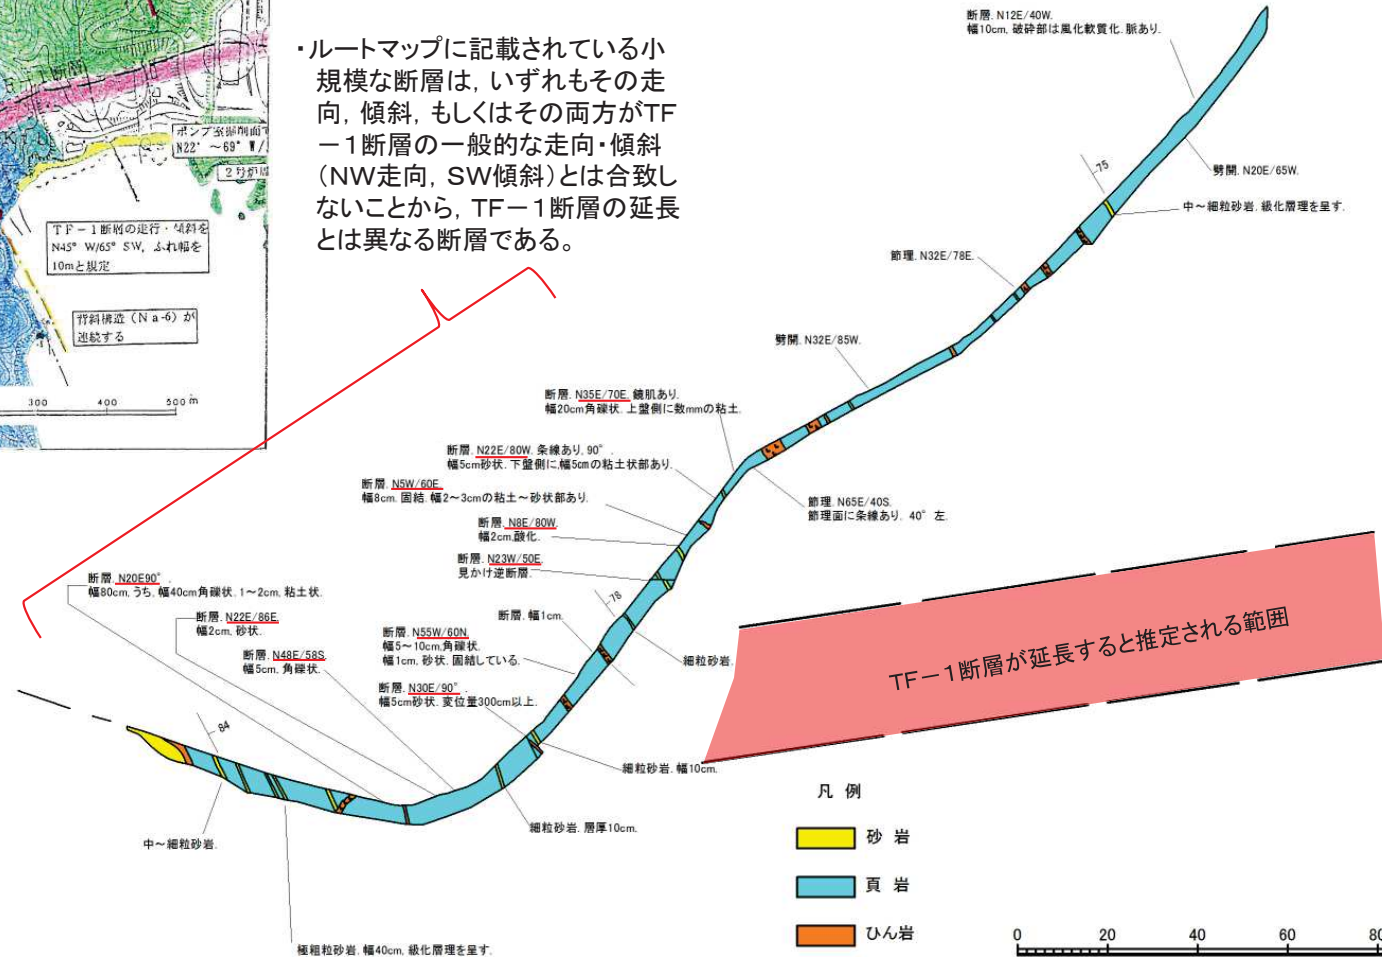 ・ルートマップに記載されている小
規模な断層は，いずれもその走
向，傾斜，もしくはその両方がTF
－1断層の一般的な走向・傾斜
（NW走向，SW傾斜）とは合致し
ないことから，TF－1断層の延長
とは異なる断層である。
ポンプ室掘削面で
N22°～69°W/
2号炉
TF-1断層の走行・傾斜を
N45°W/65°SW，ふれ幅を
10mと規定
背斜構造（Na-6）が
連続する
300
400
500 m
断層. N12E/40W.
幅10cm, 破砕部は風化軟質化. 脈あり.
75
劈開. N20E/65W.
中～細粒砂岩. 級化層理を呈す.
節理. N32E/78E.
劈開. N32E/85W.
断層. N35E/70E. 鏡肌あり.
幅20cm角礫状. 上盤側に数mmの粘土.
断層. N22E/80W. 条線あり, 90°.
幅5cm砂状. 下盤側に,幅5cmの粘土状部あり.
断層. N5W/60E.
幅8cm. 固結. 幅2～3cmの粘土～砂状部あり.
節理. N65E/40S.
節理面に条線あり. 40° 左.
断層. N8E/80W.
幅2cm,酸化.
断層. N23W/50E.
見かけ逆断層.
78
断層. 幅1cm.
細粒砂岩.
断層. N20E90°.
幅80cm, うち, 幅40cm角礫状. 1～2cm, 粘土状.
断層. N22E/86E.
幅2cm, 砂状.
断層. N48E/58S.
幅5cm, 角礫状.
断層. N55W/60N.
幅5～10cm,角礫状.
幅1cm, 砂状. 固結している.
断層. N30E/90°.
幅5cm砂状. 変位量300cm以上.
84
細粒砂岩. 幅10cm.
細粒砂岩. 層厚10cm.
中～細粒砂岩.
極粗粒砂岩. 幅40cm, 級化層理を呈す.
TF－1断層が延長すると推定される範囲
凡 例
砂 岩
頁 岩
ひん岩
0 20 40 60 80